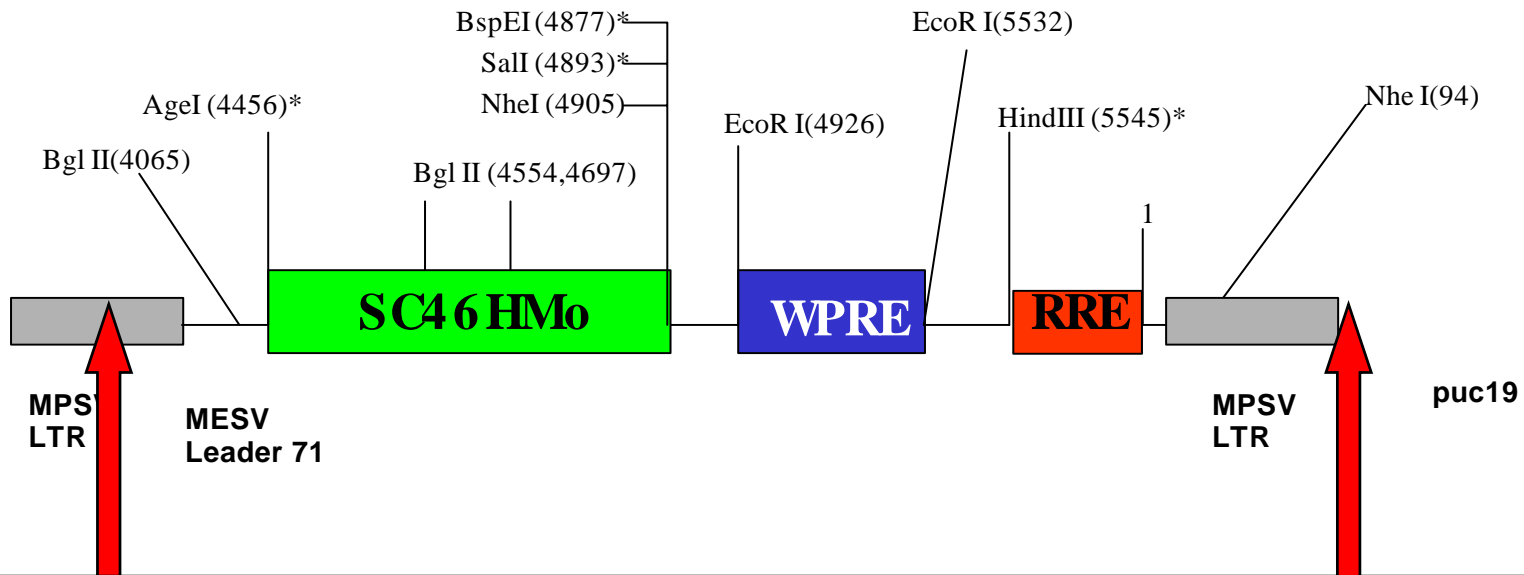 BspEI (4877)*
EcoR I(5532)
SalI (4893)*
AgeI (4456)*
NheI (4905)
Nhe I(94)
EcoR I(4926)
HindIII (5545)*
Bgl II(4065)
Bgl II (4554,4697)
1
SC46HMo
WPRE
RRE
MPSV
LTR
MESV
Leader 71
MPSV
LTR
puc19